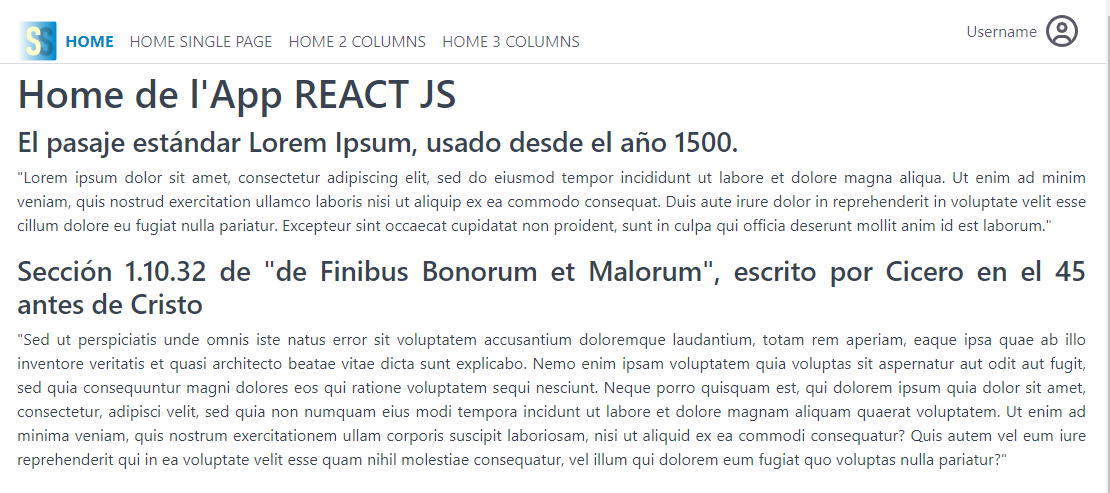 SS HOME HOME SINGLE PAGE HOME 2 COLUMNS HOME 3 COLUMNS Username
Home de l'App REACT JS
El pasaje estándar Lorem Ipsum, usado desde el año 1500.
"Lorem ipsum dolor sit amet, consectetur adipiscing elit, sed do eiusmod tempor incididunt ut labore et dolore magna aliqua. Ut enim ad minim
veniam, quis nostrud exercitation ullamco laboris nisi ut aliquip ex ea commodo consequat. Duis aute irure dolor in reprehenderit in voluptate velit esse
cillum dolore eu fugiat nulla pariatur. Excepteur sint occaecat cupidatat non proident, sunt in culpa qui officia deserunt mollit anim id est laborum."
Sección 1.10.32 de "de Finibus Bonorum et Malorum", escrito por Cicero en el 45
antes de Cristo
"Sed ut perspiciatis unde omnis iste natus error sit voluptatem accusantium doloremque laudantium, totam rem aperiam, eaque ipsa quae ab illo
inventore veritatis et quasi architecto beatae vitae dicta sunt explicabo. Nemo enim ipsam voluptatem quia voluptas sit aspernatur aut odit aut fugit,
sed quia consequuntur magni dolores eos qui ratione voluptatem sequi nesciunt. Neque porro quisquam est, qui dolorem ipsum quia dolor sit amet,
consectetur, adipisci velit, sed quia non numquam eius modi tempora incidunt ut labore et dolore magnam aliquam quaerat voluptatem. Ut enim ad
minima veniam, quis nostrum exercitationem ullam corporis suscipit laboriosam, nisi ut aliquid ex ea commodi consequatur? Quis autem vel eum iure
reprehenderit qui in ea voluptate velit esse quam nihil molestiae consequatur, vel illum qui dolorem eum fugiat quo voluptas nulla pariatur?"